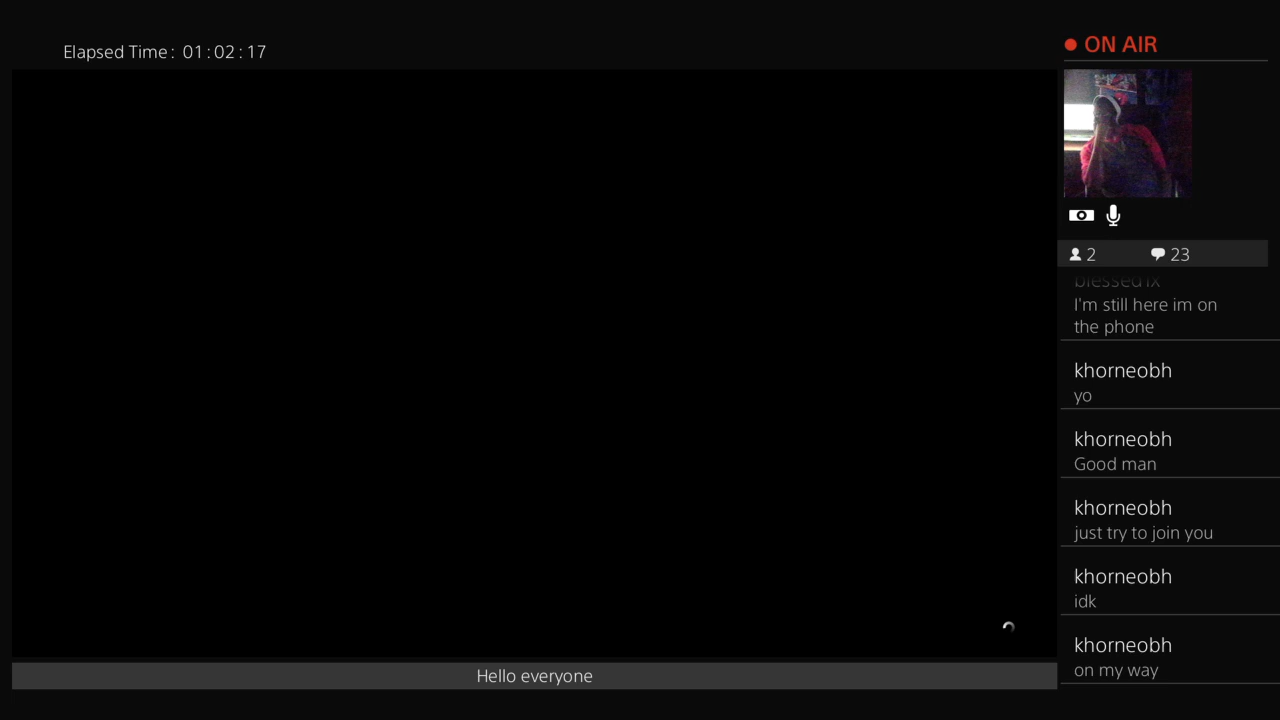 Elapsed Time: 01:02:17
ON AIR
2
23
blessed1x
I'm still here im on
the phone
khorneobh
yo
khorneobh
Good man
khorneobh
just try to join you
khorneobh
idk
khorneobh
on my way
Hello everyone